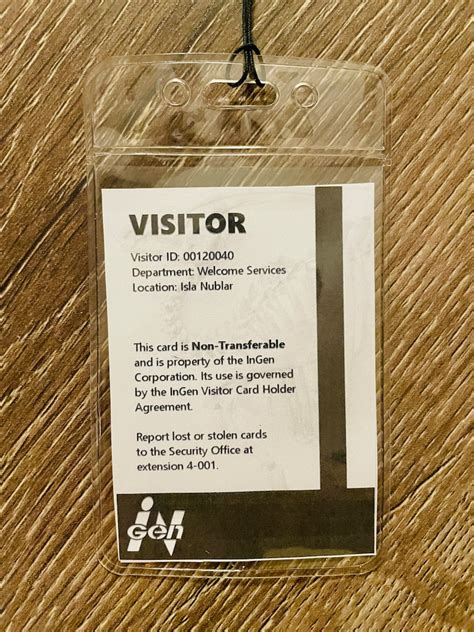 VISITOR
Visitor ID: 00120040
Department: Welcome Services
Location: Isla Nublar
This card is Non-Transferable
and is property of the InGen
Corporation. Its use is governed
by the InGen Visitor Card Holder
Agreement.
Report lost or stolen cards
to the Security Office at
extension 4-001.
iN
Gen